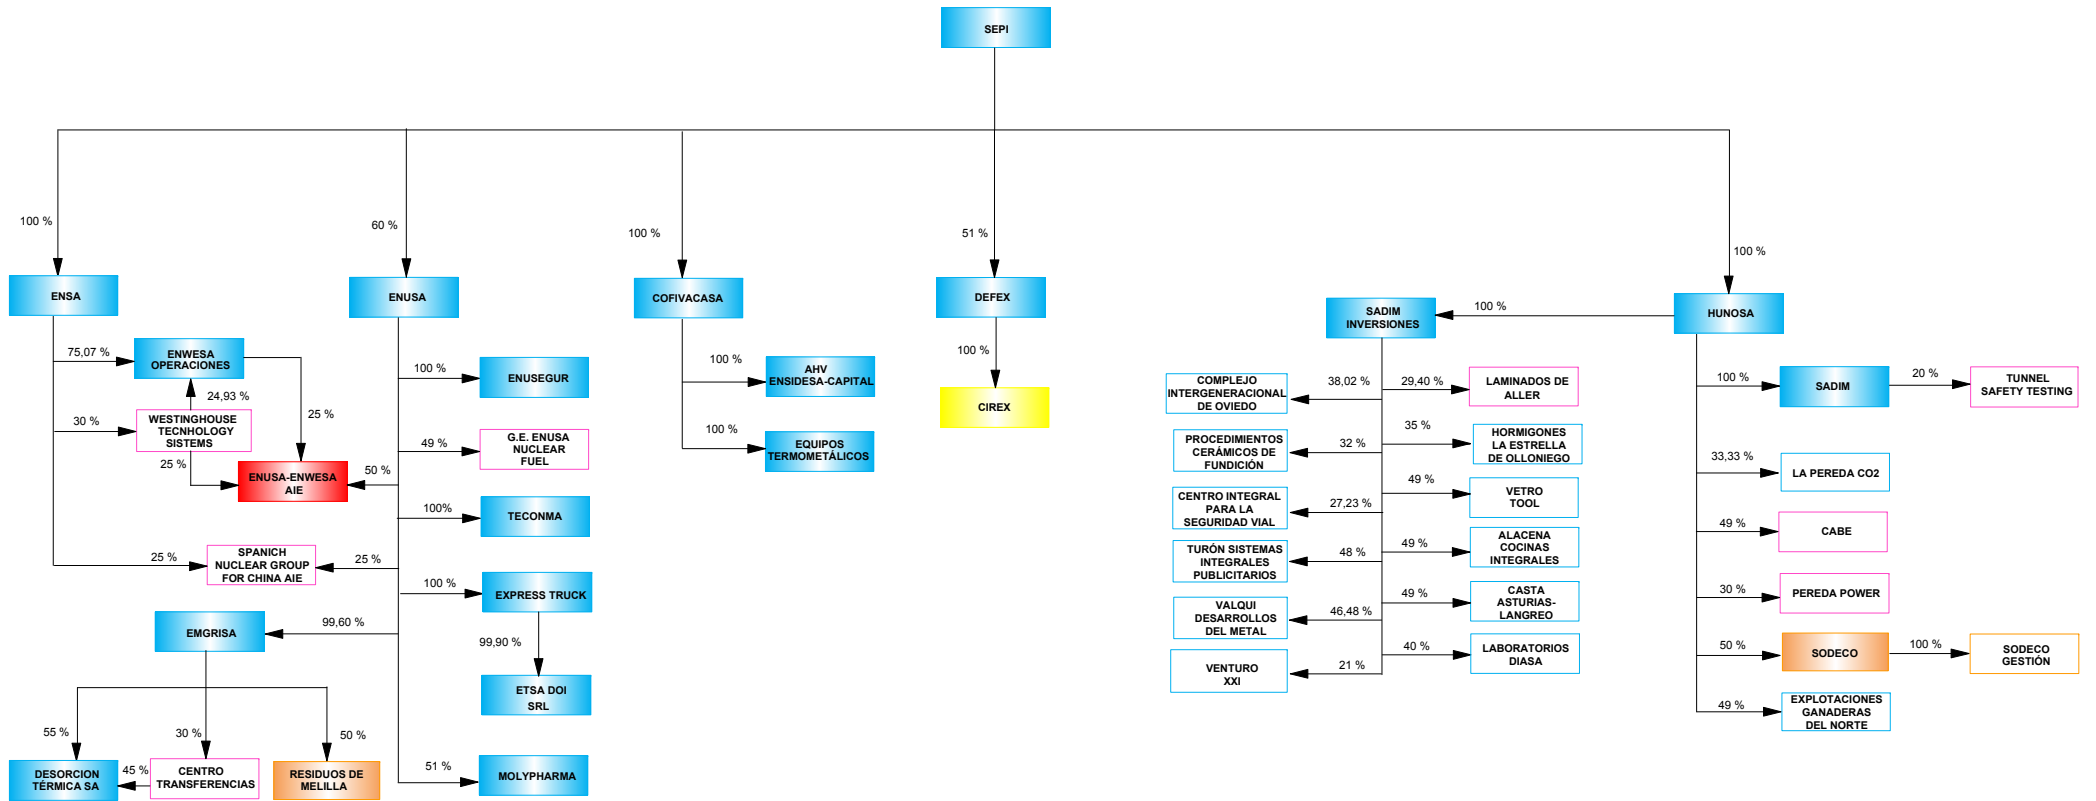 SEPI
100 %
60 %
100 %
51 %
100 %
ENSA
ENUSA
COFIVACASA
DEFEX
SADIM
INVERSIONES
100 %
HUNOSA
75,07 %
ENWESA
OPERACIONES
24,93 %
25 %
30 %
WESTINGHOUSE
TECNHOLOGY
SISTEMS
25 %
ENUSA-ENWESA
AIE
50 %
25 %
SPANICH
NUCLEAR GROUP
FOR CHINA AIE
25 %
EMGRISA
99,60 %
55 %
30 %
50 %
DESORCION
TÉRMICA SA
45 %
CENTRO
TRANSFERENCIAS
RESIDUOS DE
MELILLA
100 %
ENUSEGUR
49 %
G.E. ENUSA
NUCLEAR
FUEL
100%
TECONMA
100 %
EXPRESS TRUCK
99,90 %
ETSA DOI
SRL
51 %
MOLYPHARMA
100 %
AHV
ENSIDESA-CAPITAL
100 %
EQUIPOS
TERMOMETÁLICOS
100 %
CIREX
COMPLEJO
INTERGENERACIONAL
DE OVIEDO
38,02 %
29,40 %
LAMINADOS DE
ALLER
PROCEDIMIENTOS
CERÁMICOS DE
FUNDICIÓN
32 %
35 %
HORMIGONES
LA ESTRELLA
DE OLLONIEGO
CENTRO INTEGRAL
PARA LA
SEGURIDAD VIAL
27,23 %
49 %
VETRO
TOOL
TURÓN SISTEMAS
INTEGRALES
PUBLICITARIOS
48 %
49 %
ALACENA
COCINAS
INTEGRALES
VALQUI
DESARROLLOS
DEL METAL
46,48 %
49 %
CASTA
ASTURIAS-
LANGREO
VENTURO
XXI
21 %
40 %
LABORATORIOS
DIASA
100 %
SADIM
20 %
TUNNEL
SAFETY TESTING
33,33 %
LA PEREDA CO2
49 %
CABE
30 %
PEREDA POWER
50 %
SODECO
100 %
SODECO
GESTIÓN
49 %
EXPLOTACIONES
GANADERAS
DEL NORTE